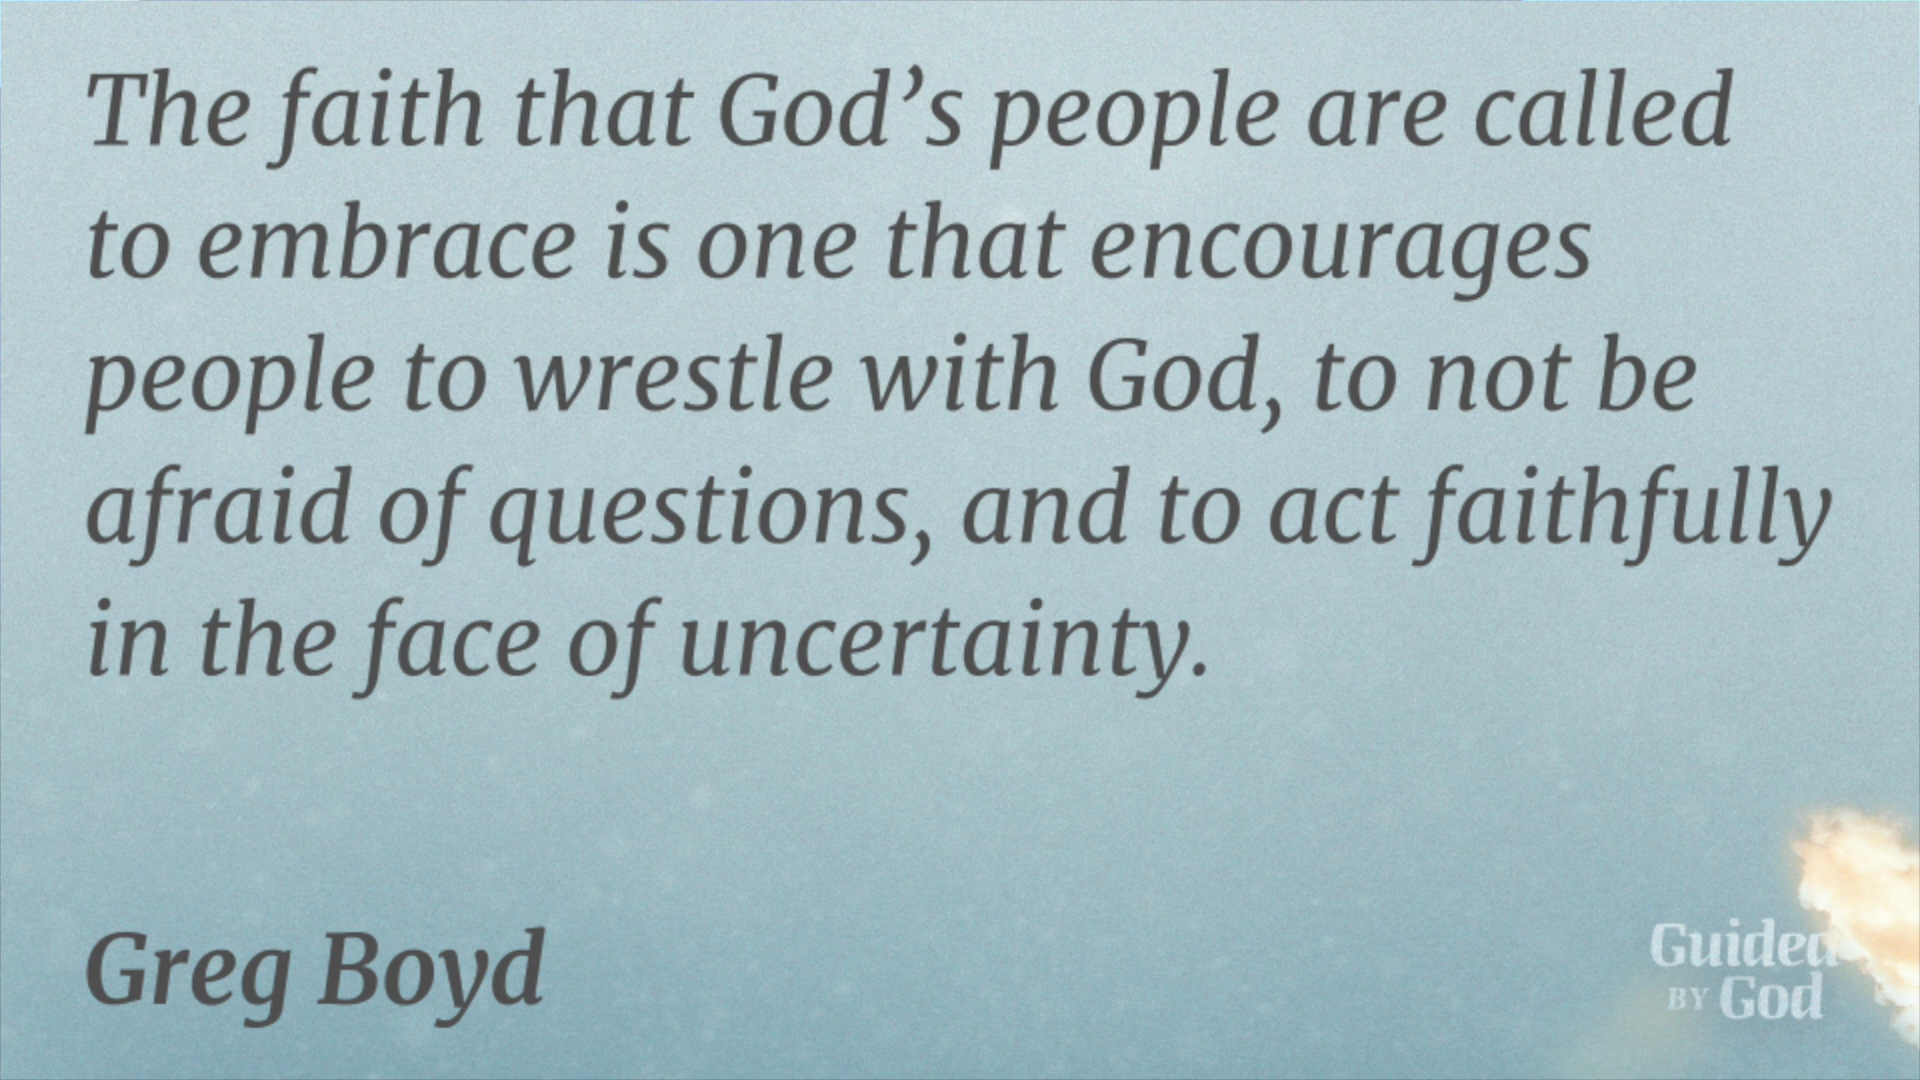 The faith that God’s people are called
to embrace is one that encourages
people to wrestle with God, to not be
afraid of questions, and to act faithfully
in the face of uncertainty.
Greg Boyd
Guided
BY God